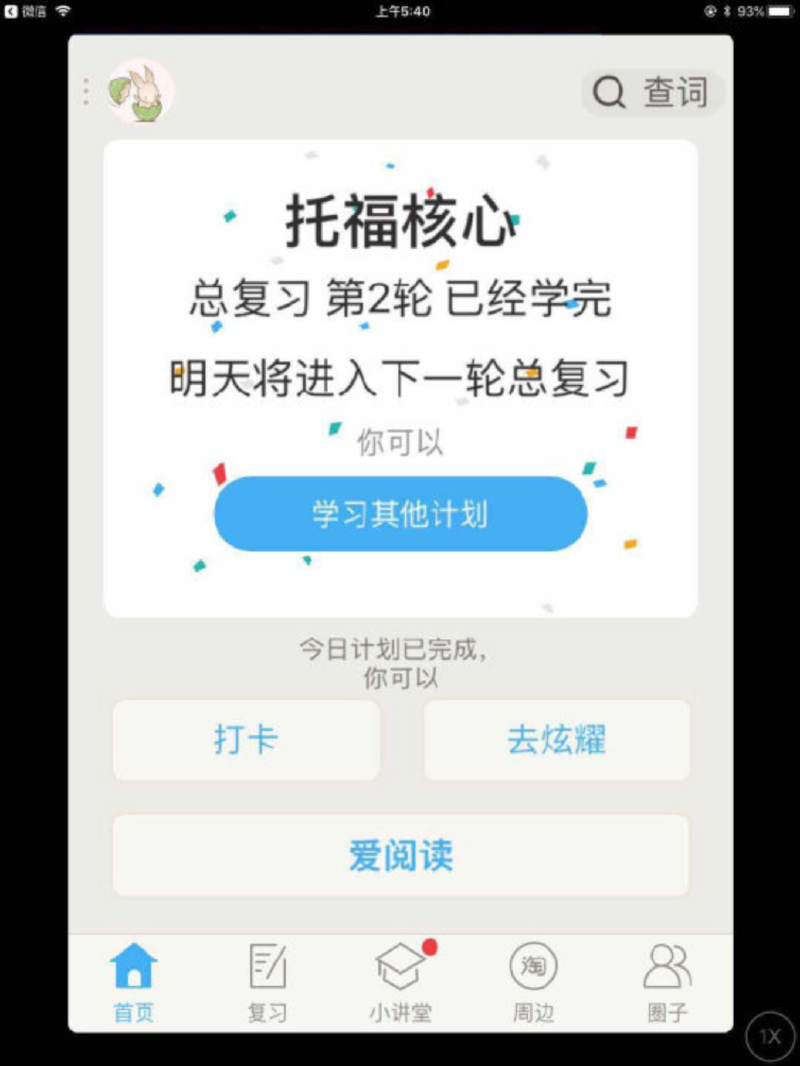 微信
上午5:40
93%
查词
托福核心
总复习 第2轮 已经学完
明天将进入下一轮总复习
你可以
学习其他计划
今日计划已完成,
你可以
打卡
去炫耀
爱阅读
淘
首页
复习
小讲堂
周边
圈子
1X